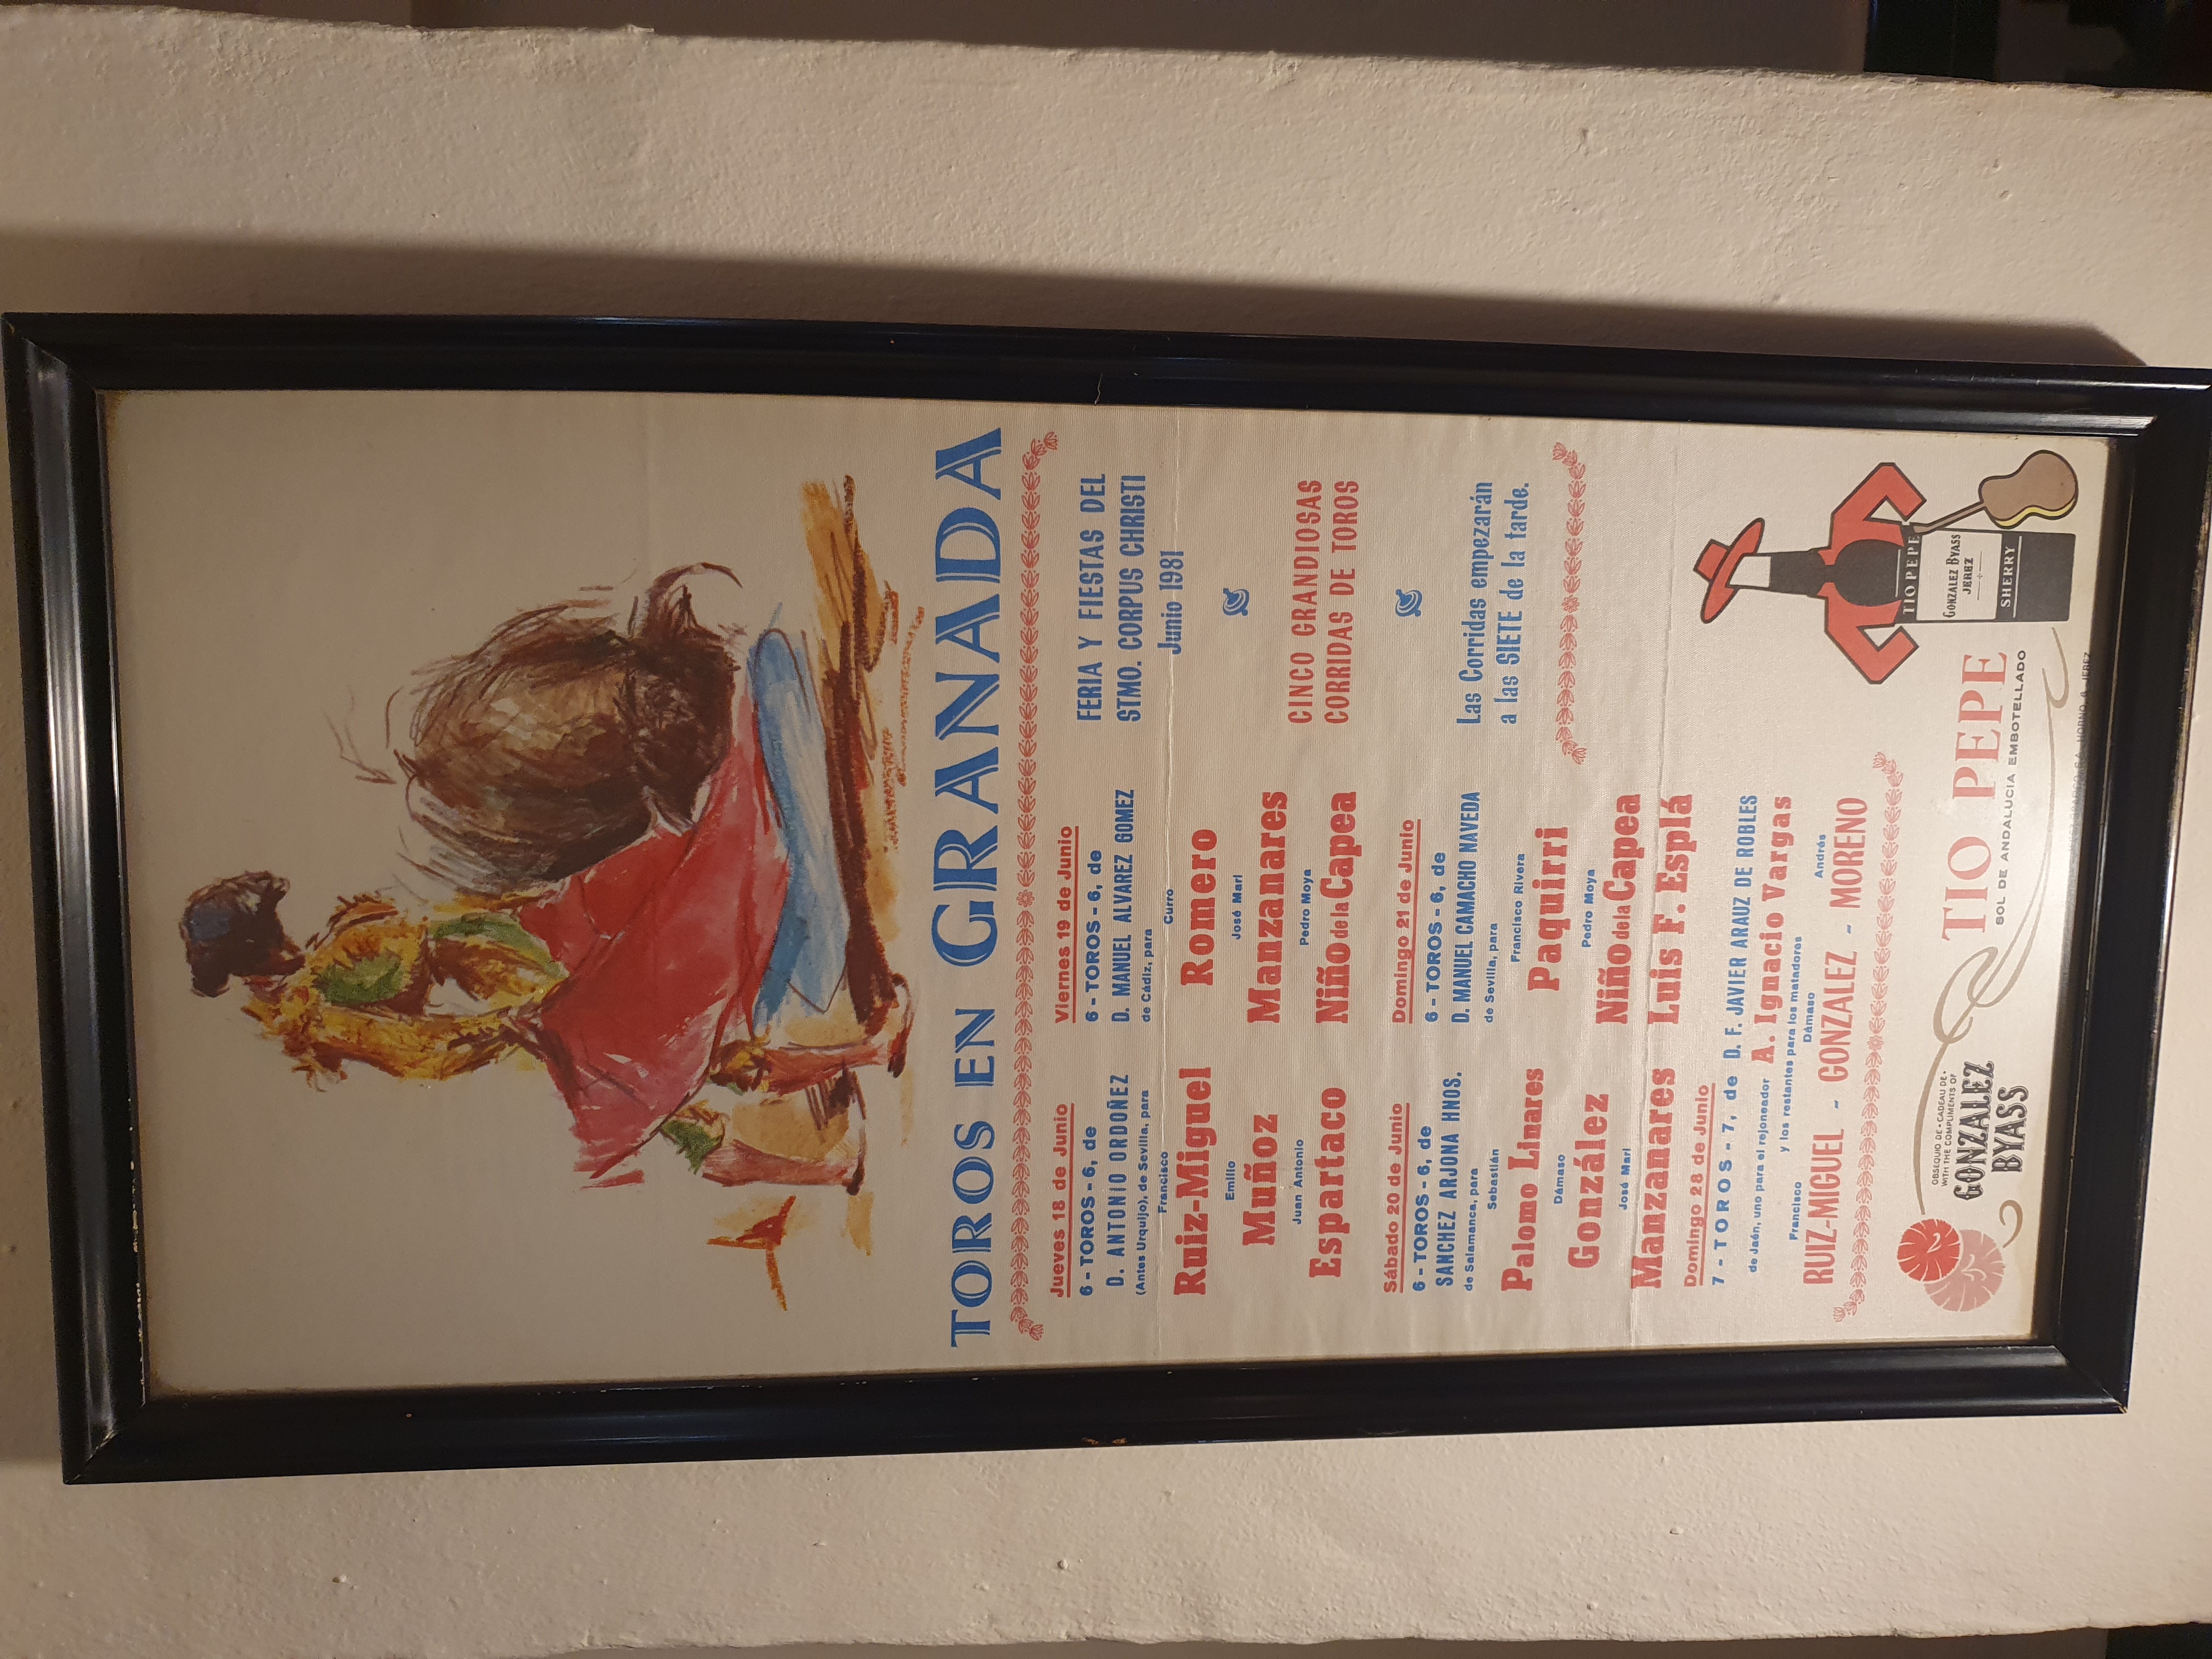 TOROS EN GRANADA
Jueves 18 de Junio
6 - TOROS - 6, de
D. ANTONIO ORDOÑEZ
(Antes Urquijo), de Sevilla, para
Francisco
Ruiz-Miguel
Emilio
Muñoz
Juan Antonio
Espartaco
Viernes 19 de Junio
6 - TOROS - 6, de
D. MANUEL ALVAREZ GOMEZ
de Cádiz, para
Curro
Romero
José Mari
Manzanares
Pedro Moya
Niño de la Capea
FERIA Y FIESTAS DEL
STMO. CORPUS CHRISTI
Junio 1981
CINCO GRANDIOSAS
CORRIDAS DE TOROS
Las Corridas empezarán
a las SIETE de la tarde.
Sábado 20 de Junio
6 - TOROS - 6, de
SANCHEZ ARJONA HNOS.
de Salamanca, para
Sebastián
Palomo Linares
Dámaso
González
José Mari
Manzanares
Domingo 21 de Junio
6 - TOROS - 6, de
D. MANUEL CAMACHO NAVEDA
de Sevilla, para
Francisco Rivera
Paquirri
Pedro Moya
Niño de la Capea
Luis F. Esplá
Domingo 28 de Junio
7 - TOROS - 7, de D. F. JAVIER ARAUZ DE ROBLES
de Jaén, uno para el rejoneador A. Ignacio Vargas
y los restantes para los matadores
Francisco Dámaso Andrés
RUIZ-MIGUEL - GONZALEZ - MORENO
OBSEQUIO DE • CADEAU DE •
WITH THE COMPLIMENTS OF
GONZALEZ
BYASS
TIO PEPE
SOL DE ANDALUCIA EMBOTELLADO
TIO PEPE
GONZALEZ BYASS
JEREZ
SHERRY